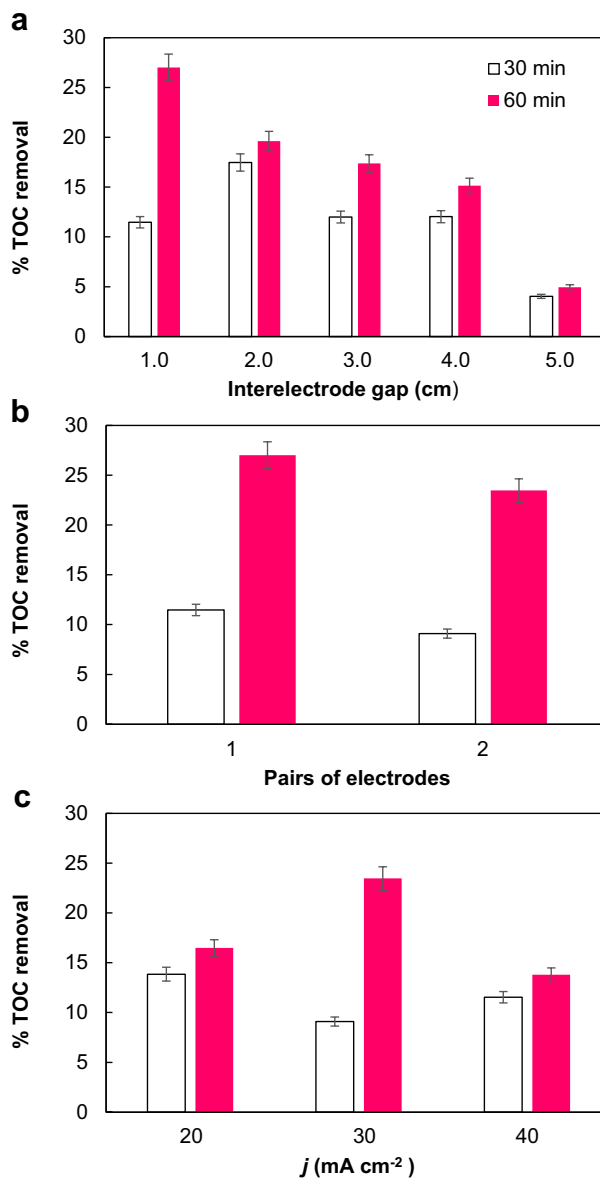 a
30
25
20
15
10
5
0
% TOC removal
30 min
60 min
1.0 2.0 3.0 4.0 5.0
Interelectrode gap (cm)
b
30
25
20
15
10
5
0
% TOC removal
1 2
Pairs of electrodes
c
30
25
20
15
10
5
0
% TOC removal
20 30 40
j (mA cm⁻²)